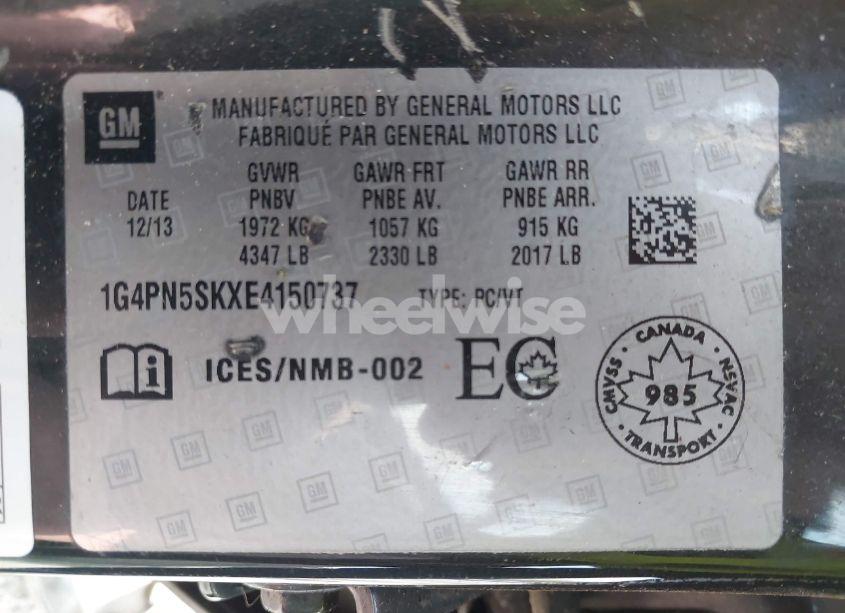 GM
MANUFACTURED BY GENERAL MOTORS LLC
FABRIQUÉ PAR GENERAL MOTORS LLC
GVWR GAWR FRT GAWR RR
DATE PNBV PNBE AV. PNBE ARR.
12/13 1972 KG 1057 KG 915 KG
4347 LB 2330 LB 2017 LB
1G4PN5SKXE4150737 TYPE: PC/VT
wheelwise
i ICES/NMB-002 EC
CANADA
CMVSS 985 NSVAC
TRANSPORT